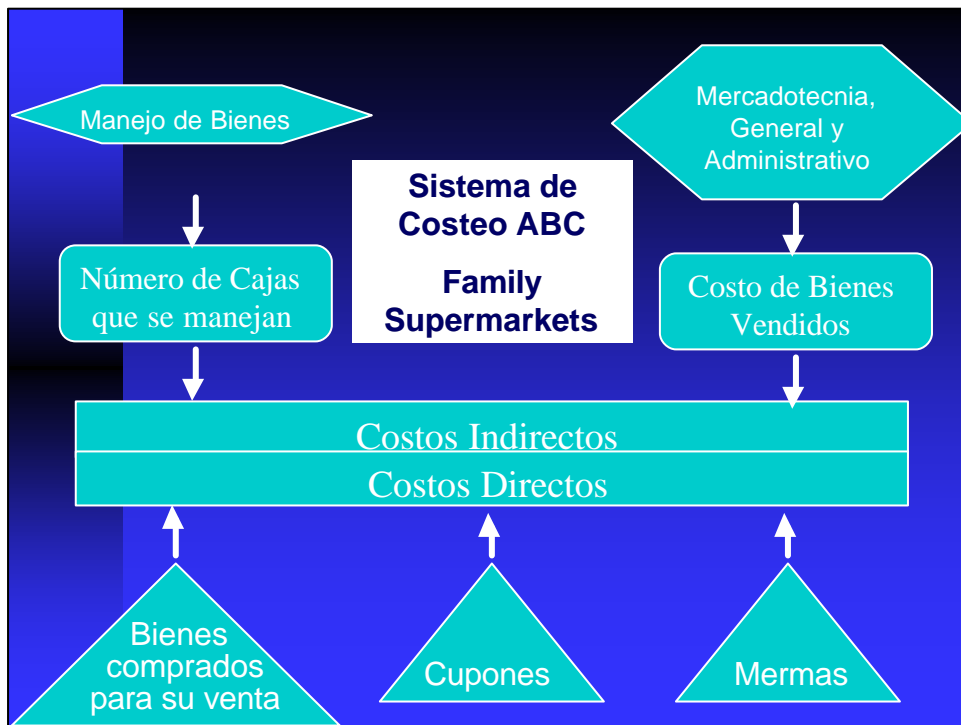 Manejo de Bienes
Mercadotecnia,
General y
Administrativo
Sistema de
Costeo ABC
Family
Supermarkets
Número de Cajas
que se manejan
Costo de Bienes
Vendidos
Costos Indirectos
Costos Directos
Bienes
comprados
para su venta
Cupones
Mermas